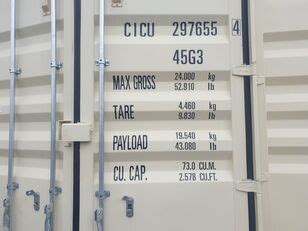 CICU 297655 4
45G3
MAX GROSS 24.000 kg
52.910 lb
TARE 4.460 kg
9.830 lb
PAYLOAD 19.540 kg
43.080 lb
CU. CAP. 73.0 CU.M.
2.578 CU.FT.